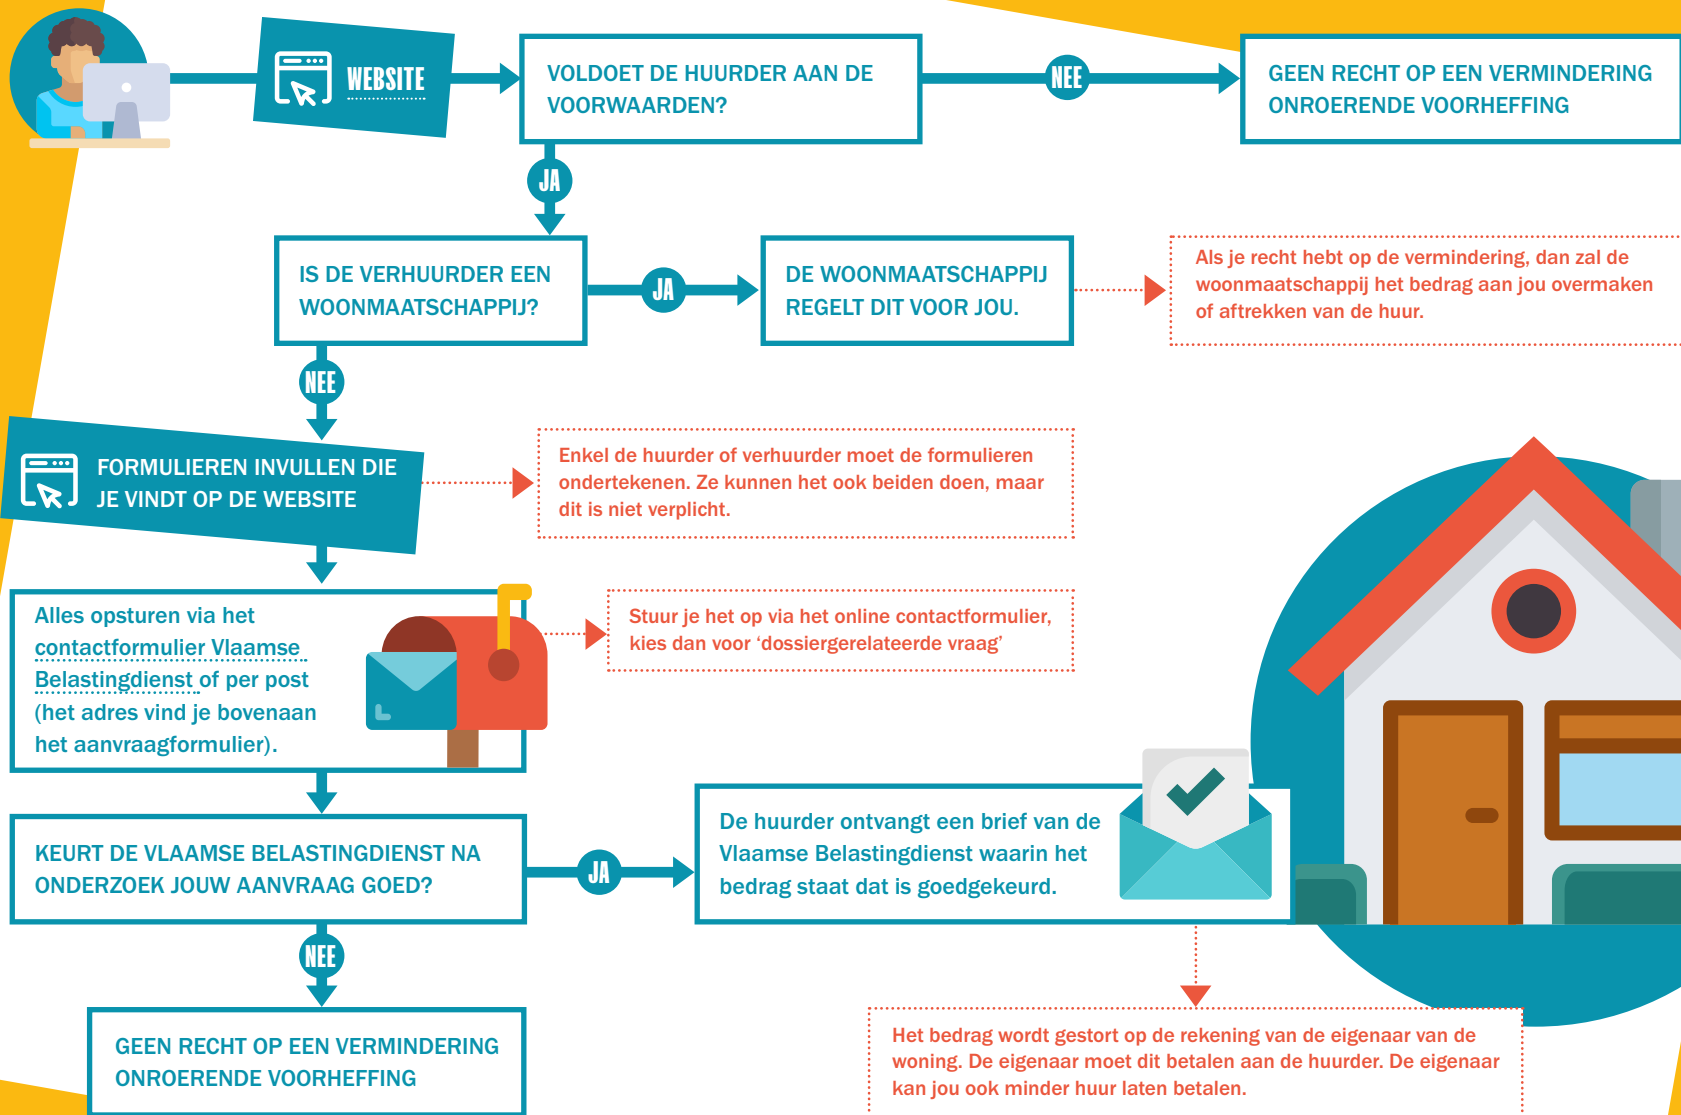 WEBSITE
VOLDOET DE HUURDER AAN DE
VOORWAARDEN?
NEE
GEEN RECHT OP EEN VERMINDERING
ONROERENDE VOORHEFFING
JA
IS DE VERHUURDER EEN
WOONMAATSCHAPPIJ?
JA
DE WOONMAATSCHAPPIJ
REGELT DIT VOOR JOU.
Als je recht hebt op de vermindering, dan zal de
woonmaatschappij het bedrag aan jou overmaken
of aftrekken van de huur.
NEE
FORMULIEREN INVULLEN DIE
JE VINDT OP DE WEBSITE
Enkel de huurder of verhuurder moet de formulieren
ondertekenen. Ze kunnen het ook beiden doen, maar
dit is niet verplicht.
Alles opsturen via het
contactformulier Vlaamse
Belastingdienst of per post
(het adres vind je bovenaan
het aanvraagformulier).
Stuur je het op via het online contactformulier,
kies dan voor ‘dossiergerelateerde vraag’
KEURT DE VLAAMSE BELASTINGDIENST NA
ONDERZOEK JOUW AANVRAAG GOED?
JA
De huurder ontvangt een brief van de
Vlaamse Belastingdienst waarin het
bedrag staat dat is goedgekeurd.
NEE
GEEN RECHT OP EEN VERMINDERING
ONROERENDE VOORHEFFING
Het bedrag wordt gestort op de rekening van de eigenaar van de
woning. De eigenaar moet dit betalen aan de huurder. De eigenaar
kan jou ook minder huur laten betalen.